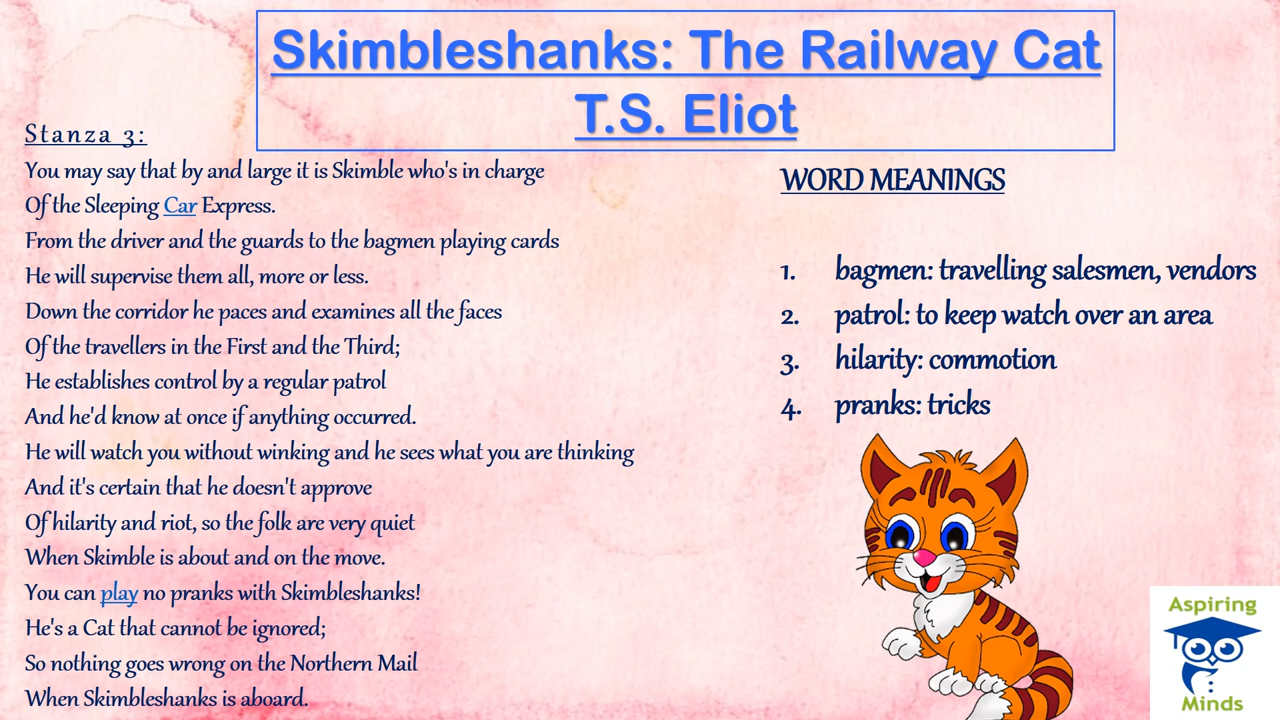 Skimbleshanks: The Railway Cat
T.S. Eliot
Stanza 3:
You may say that by and large it is Skimble who's in charge
Of the Sleeping Car Express.
From the driver and the guards to the bagmen playing cards
He will supervise them all, more or less.
Down the corridor he paces and examines all the faces
Of the travellers in the First and the Third;
He establishes control by a regular patrol
And he'd know at once if anything occurred.
He will watch you without winking and he sees what you are thinking
And it's certain that he doesn't approve
Of hilarity and riot, so the folk are very quiet
When Skimble is about and on the move.
You can play no pranks with Skimbleshanks!
He's a Cat that cannot be ignored;
So nothing goes wrong on the Northern Mail
When Skimbleshanks is aboard.
WORD MEANINGS
1. bagmen: travelling salesmen, vendors
2. patrol: to keep watch over an area
3. hilarity: commotion
4. pranks: tricks
Aspiring
Minds